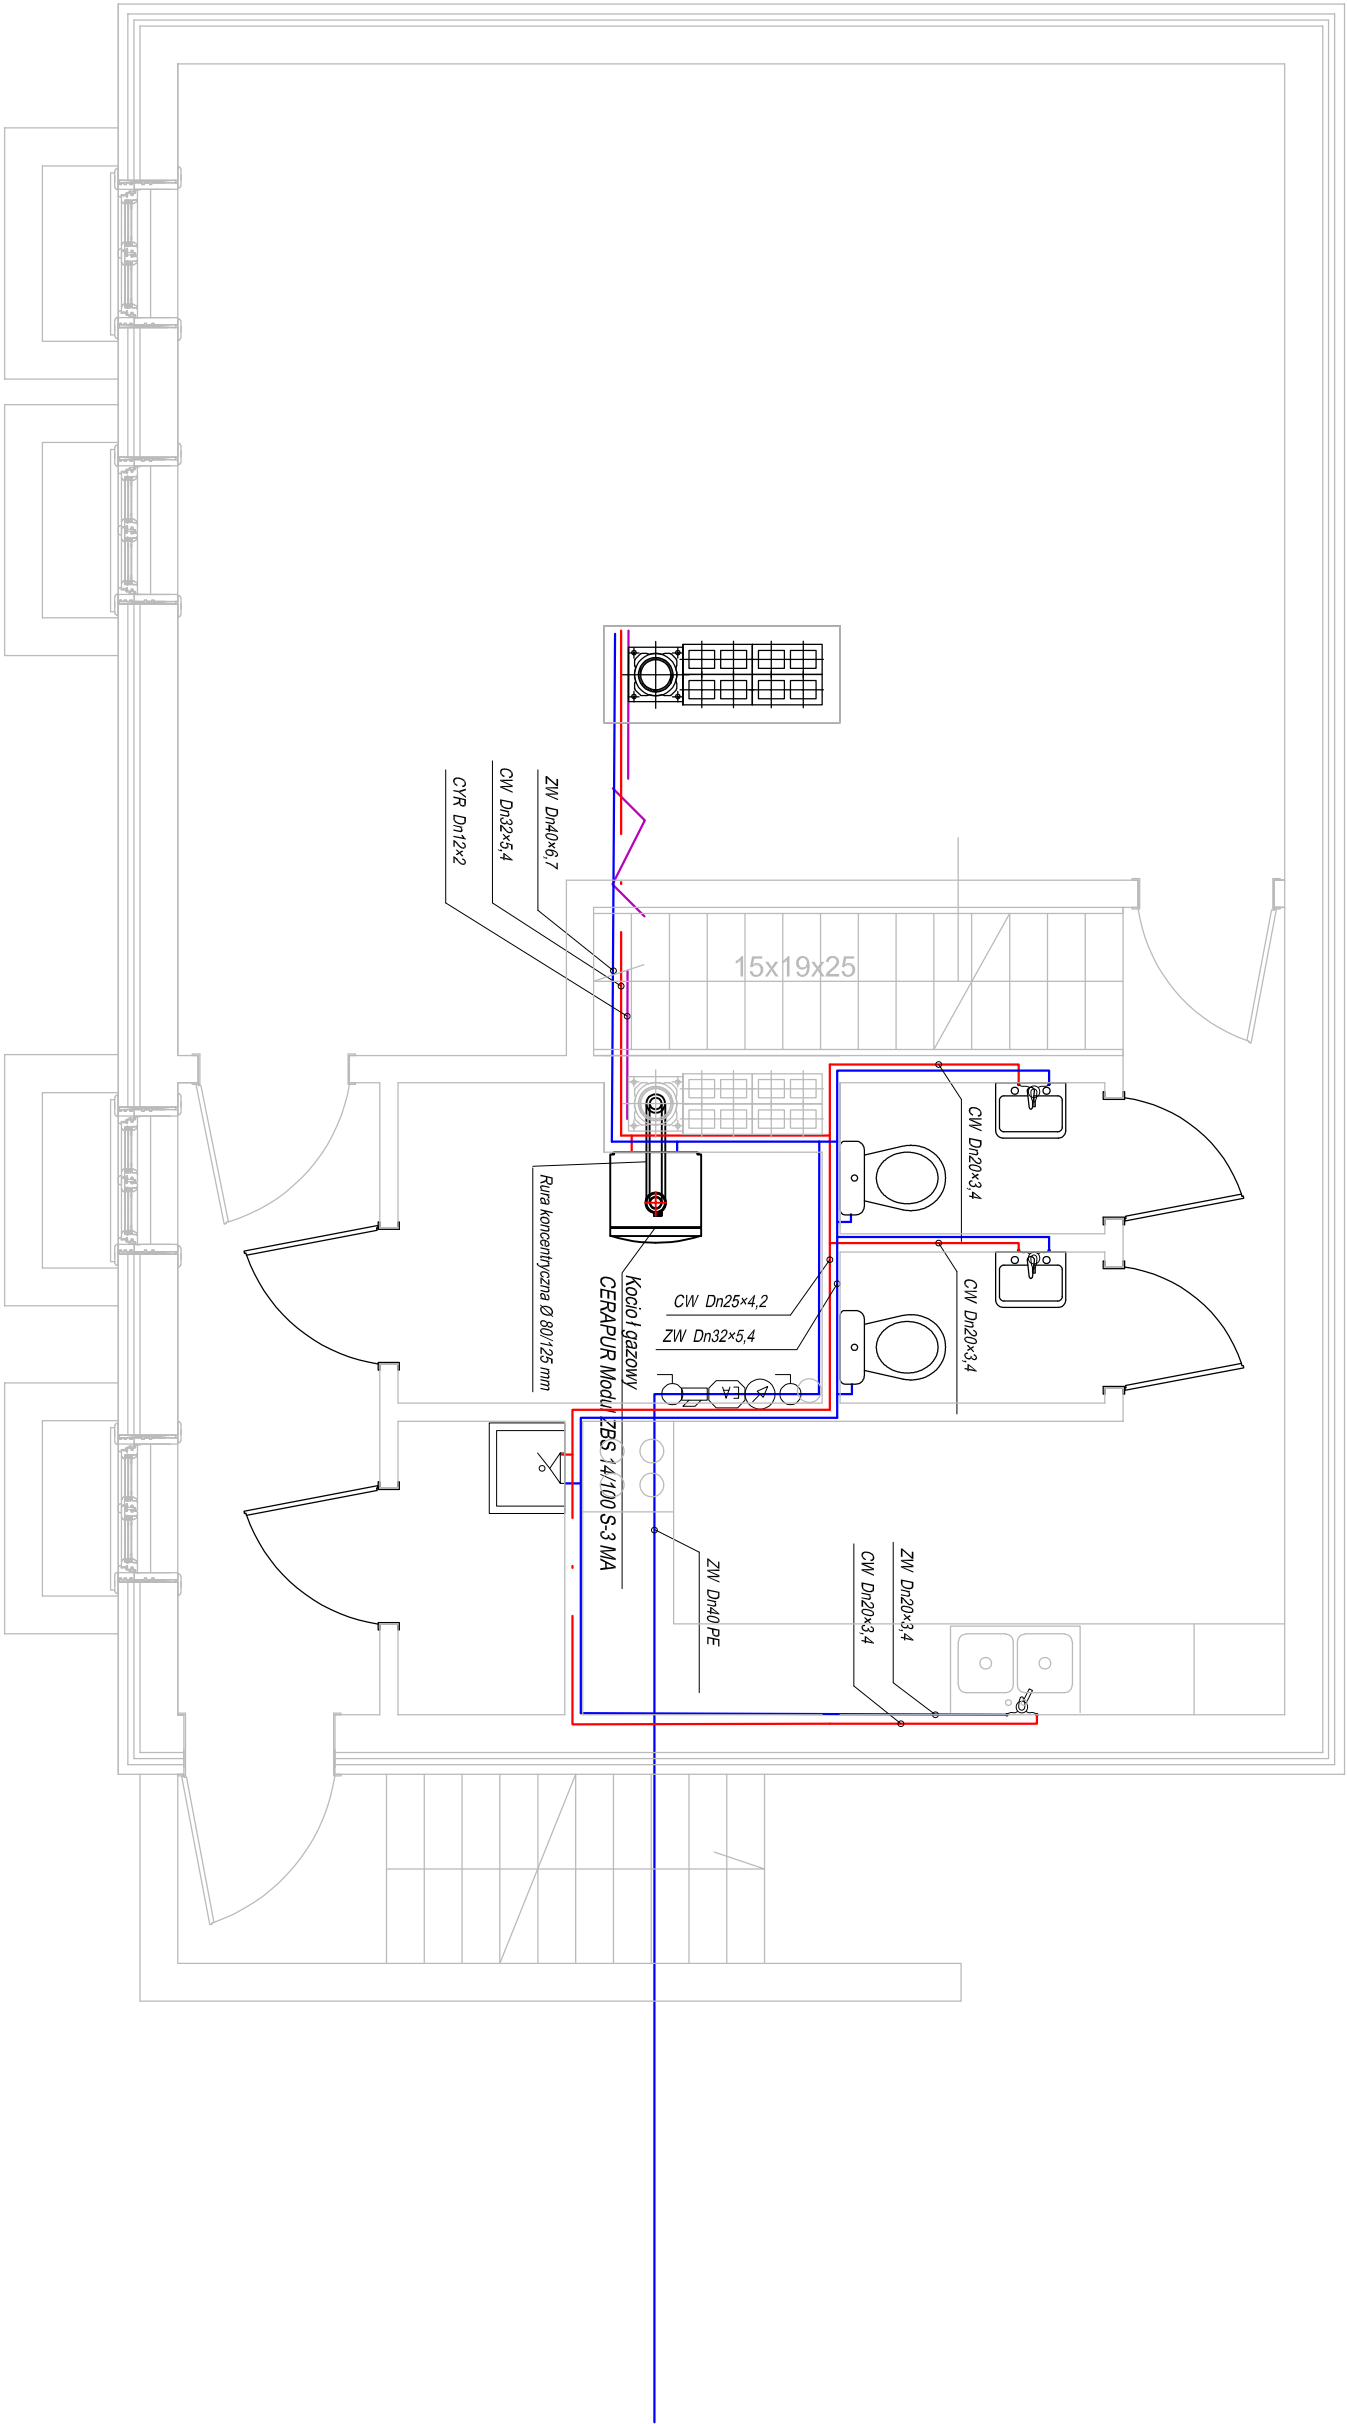 ZW Dn40×6,7
CW Dn32×5,4
CYR Dn12×2
15x19x25
CW Dn20×3,4
Rura koncentryczna Ø 80/125 mm
Kocioł gazowy
CERAPUR Modul ZBS 14/100 S-3 MA
CW Dn25×4,2
ZW Dn32×5,4
CW Dn20×3,4
ZW Dn40 PE
ZW Dn20×3,4
CW Dn20×3,4